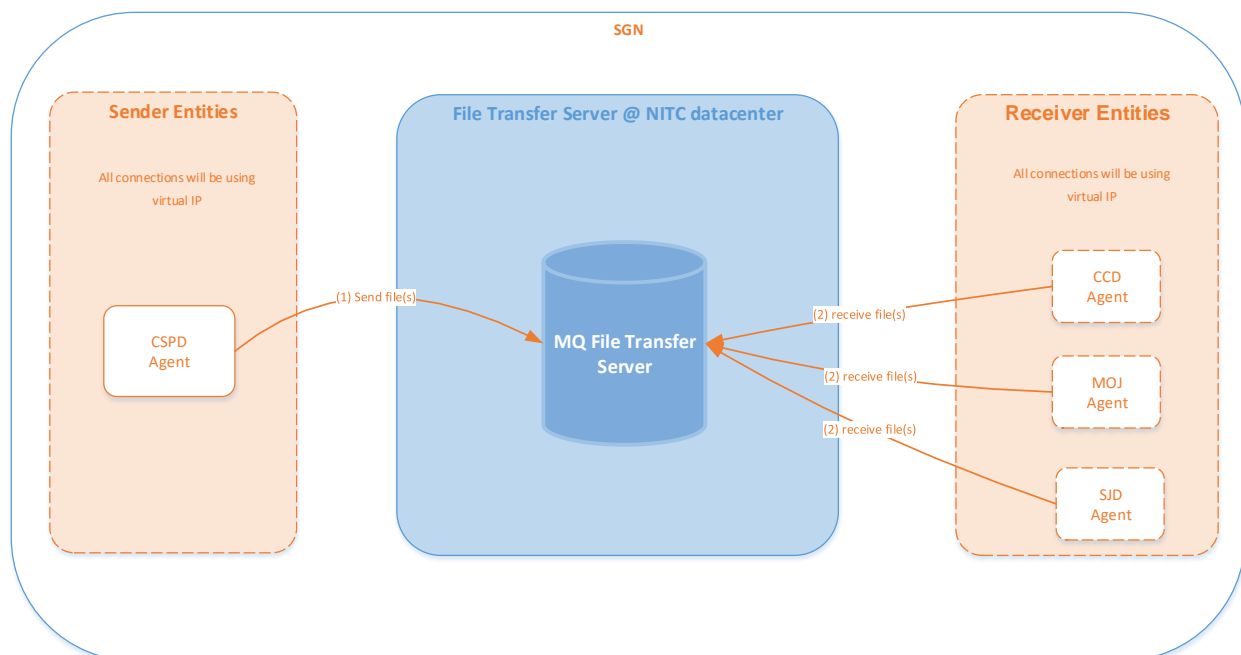 SGN
Sender Entities
All connections will be using
virtual IP
CSPD
Agent
(1) Send file(s)
File Transfer Server @ NITC datacenter
MQ File Transfer
Server
(2) receive file(s)
(2) receive file(s)
(2) receive file(s)
Receiver Entities
All connections will be using
virtual IP
CCD
Agent
MOJ
Agent
SJD
Agent